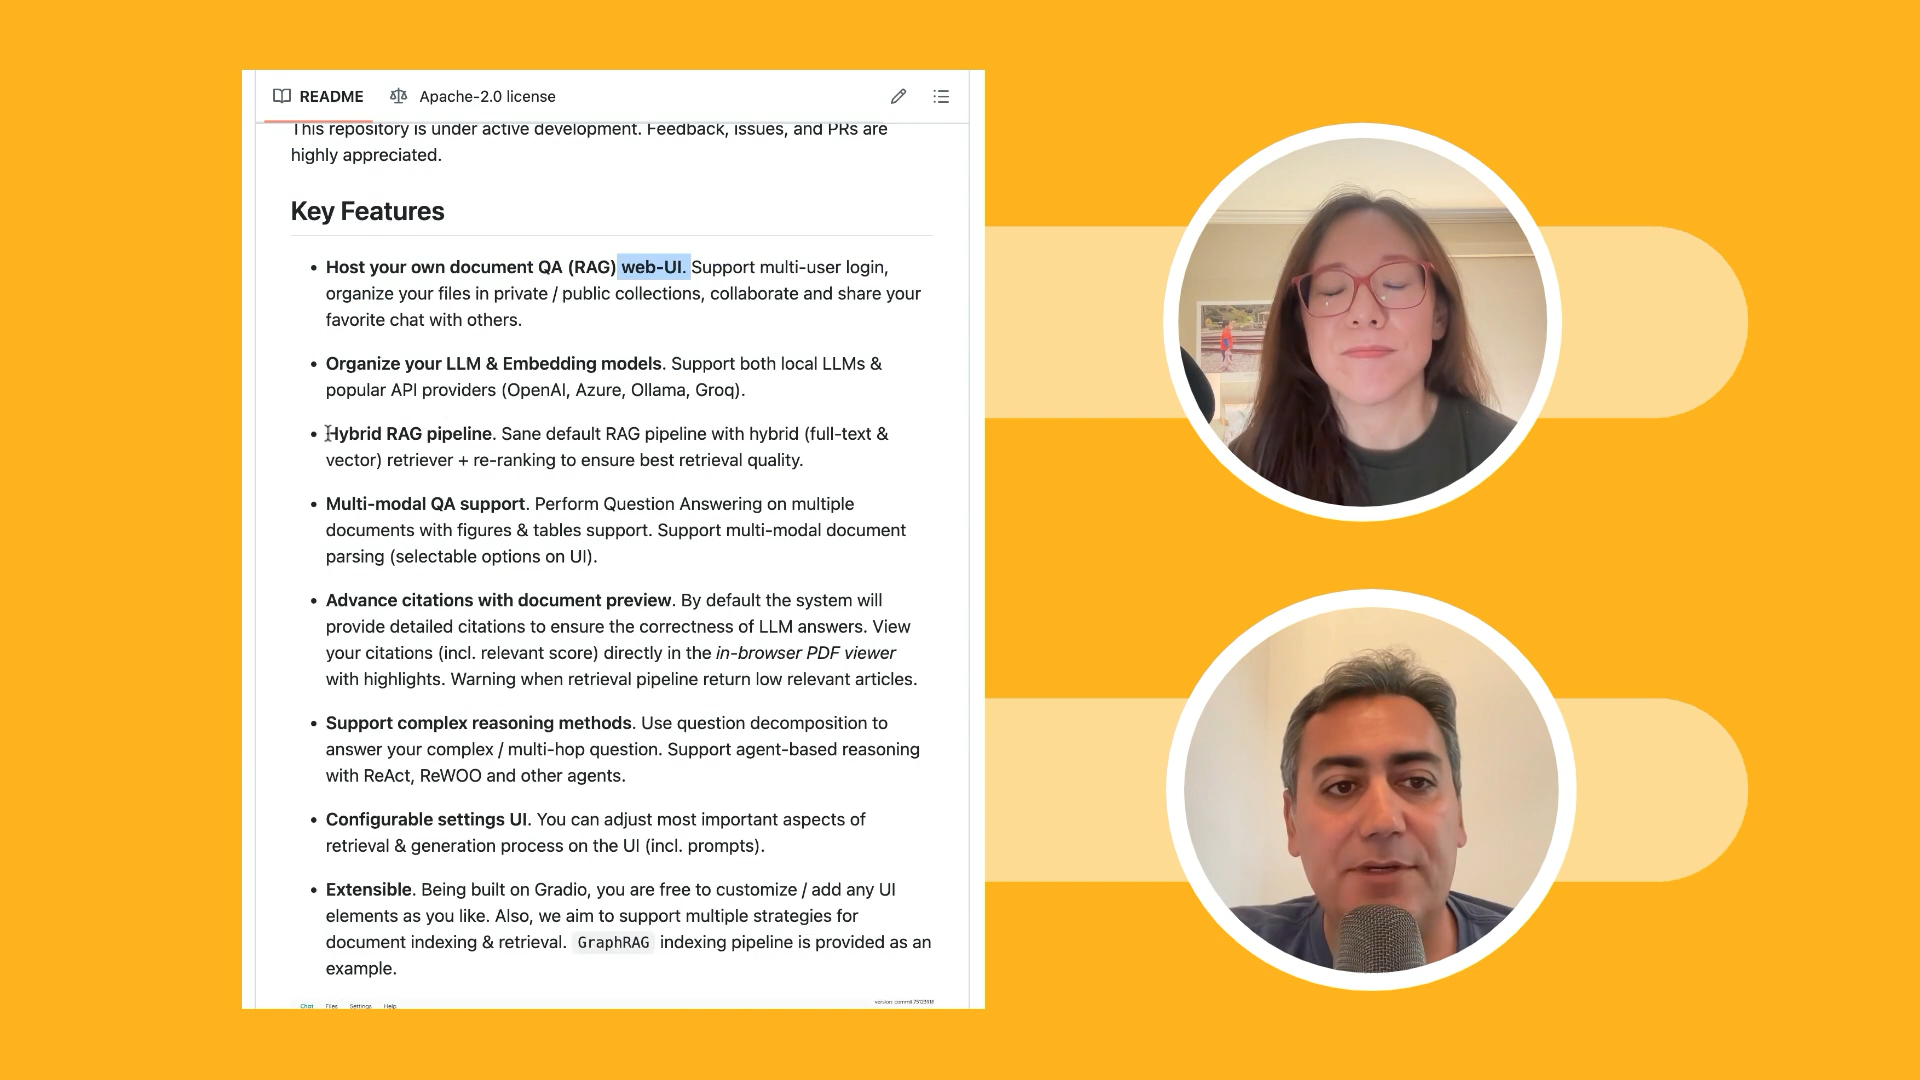 README Apache-2.0 license
This repository is under active development. Feedback, issues, and PRs are
highly appreciated.
Key Features
• Host your own document QA (RAG) web-UI. Support multi-user login,
organize your files in private / public collections, collaborate and share your
favorite chat with others.
• Organize your LLM & Embedding models. Support both local LLMs &
popular API providers (OpenAI, Azure, Ollama, Groq).
• Hybrid RAG pipeline. Sane default RAG pipeline with hybrid (full-text &
vector) retriever + re-ranking to ensure best retrieval quality.
• Multi-modal QA support. Perform Question Answering on multiple
documents with figures & tables support. Support multi-modal document
parsing (selectable options on UI).
• Advance citations with document preview. By default the system will
provide detailed citations to ensure the correctness of LLM answers. View
your citations (incl. relevant score) directly in the in-browser PDF viewer
with highlights. Warning when retrieval pipeline return low relevant articles.
• Support complex reasoning methods. Use question decomposition to
answer your complex / multi-hop question. Support agent-based reasoning
with ReAct, ReWOO and other agents.
• Configurable settings UI. You can adjust most important aspects of
retrieval & generation process on the UI (incl. prompts).
• Extensible. Being built on Gradio, you are free to customize / add any UI
elements as you like. Also, we aim to support multiple strategies for
document indexing & retrieval. GraphRAG indexing pipeline is provided as an
example.
Chat Files Settings Help version: commit